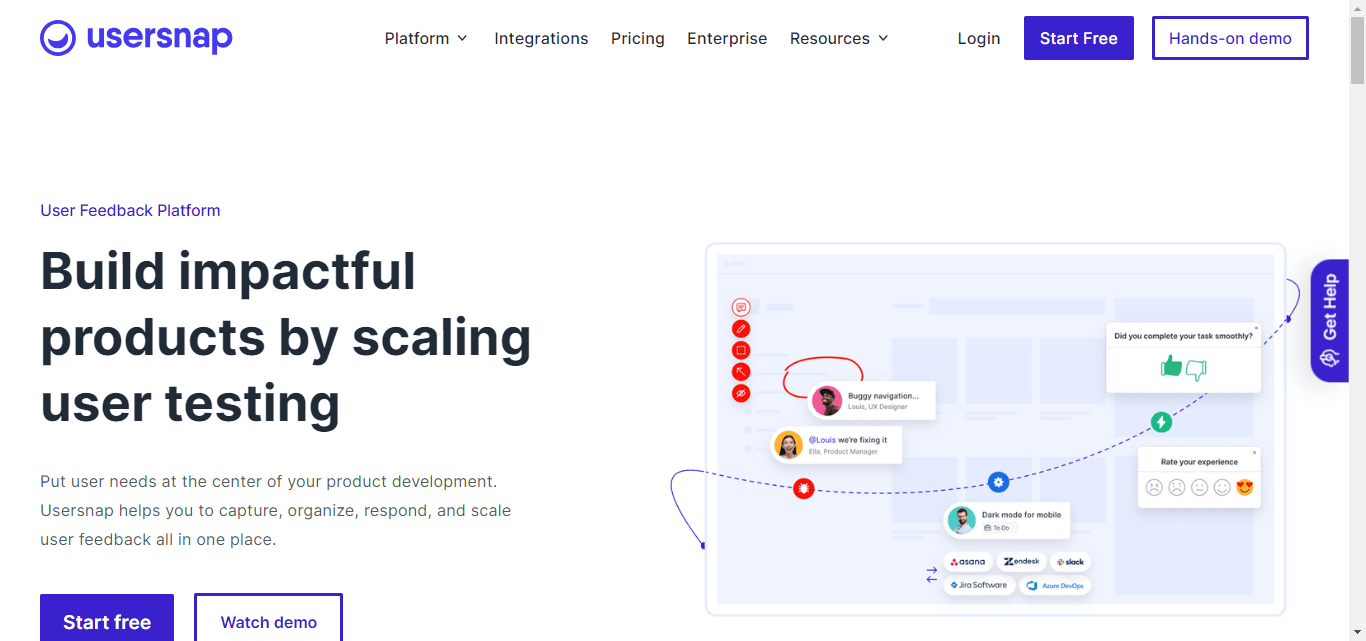 usersnap
Platform
Integrations
Pricing
Enterprise
Resources
Login
Start Free
Hands-on demo
User Feedback Platform
Build impactful
products by scaling
user testing
Put user needs at the center of your product development.
Usersnap helps you to capture, organize, respond, and scale
user feedback all in one place.
Start free
Watch demo
Did you complete your task smoothly?
Buggy navigation...
Louis, UX Designer
@Louis we're fixing it
Ella, Product Manager
Rate your experience
Dark mode for mobile
To Do
asana
zendesk
slack
Jira Software
Azure DevOps
Get Help